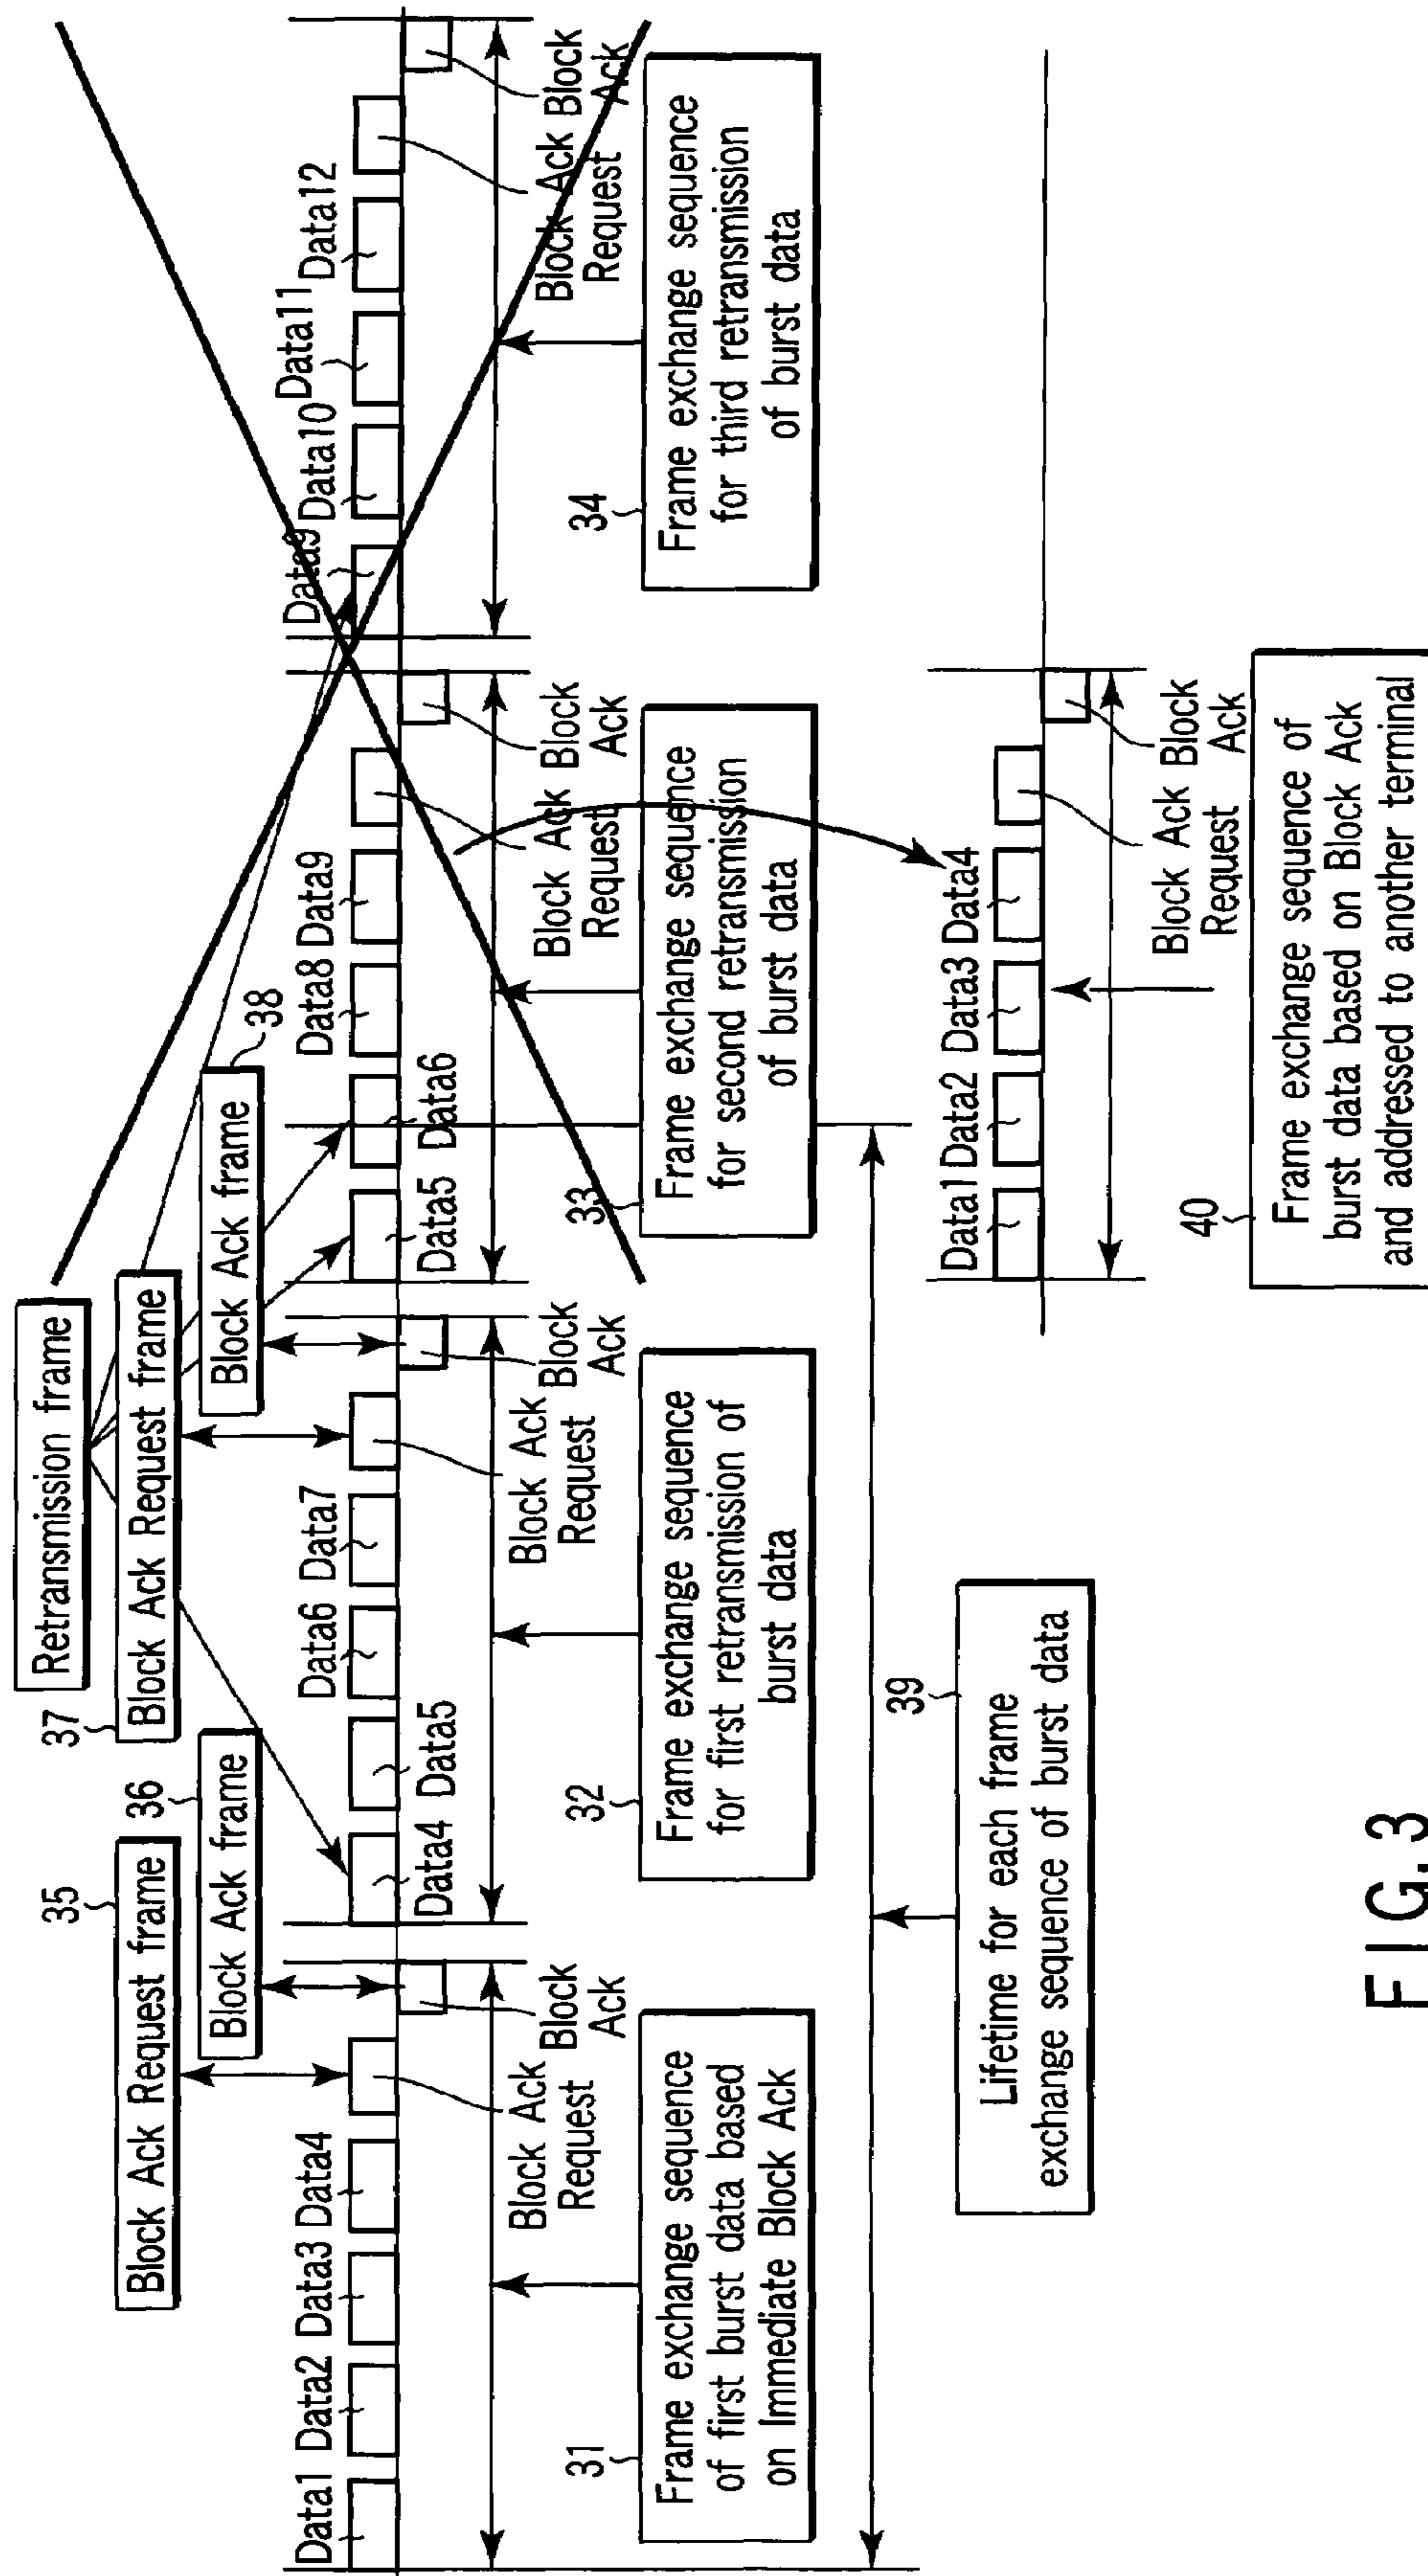 Retransmission frame
37
Block Ack Request frame
35
Block Ack Request frame
36
Block Ack frame
38
Block Ack frame
Data1
Data2
Data3
Data4
Block Ack
Request
Block
Ack
Data4
Data5
Data6
Data7
Block Ack
Request
Block
Ack
Data5
Data6
Data8
Data9
Block Ack
Request
Block
Ack
Data9
Data10
Data11
Data12
Block Ack
Request
Block
Ack
31
Frame exchange sequence
of first burst data based
on Immediate Block Ack
32
Frame exchange sequence
for first retransmission of
burst data
33
Frame exchange sequence
for second retransmission
of burst data
34
Frame exchange sequence
for third retransmission
of burst data
39
Lifetime for each frame
exchange sequence of burst data
Data1
Data2
Data3
Data4
Block Ack
Request
Block
Ack
40
Frame exchange sequence of
burst data based on Block Ack
and addressed to another terminal
FIG. 3